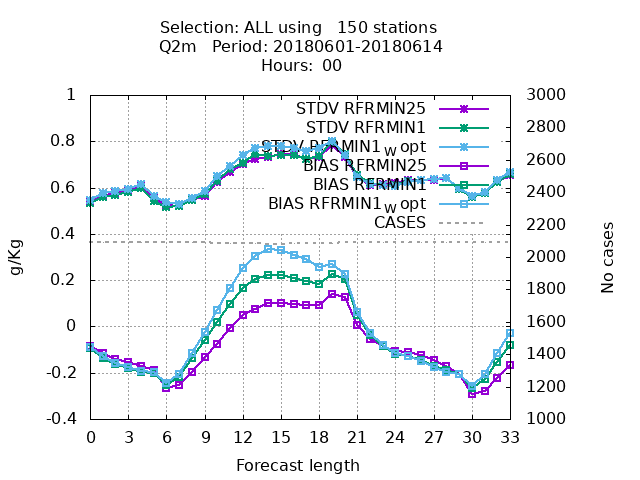 Selection: ALL using   150 stations
Q2m   Period: 20180601-20180614
Hours: 00
STDV RFRMIN25
STDV RFRMIN1
STDV RFRMIN1_W opt
BIAS RFRMIN25
BIAS RFRMIN1
BIAS RFRMIN1_W opt
CASES
1
0.8
0.6
0.4
0.2
0
-0.2
-0.4
g/Kg
3000
2800
2600
2400
2200
2000
1800
1600
1400
1200
1000
No cases
0 3 6 9 12 15 18 21 24 27 30 33
Forecast length